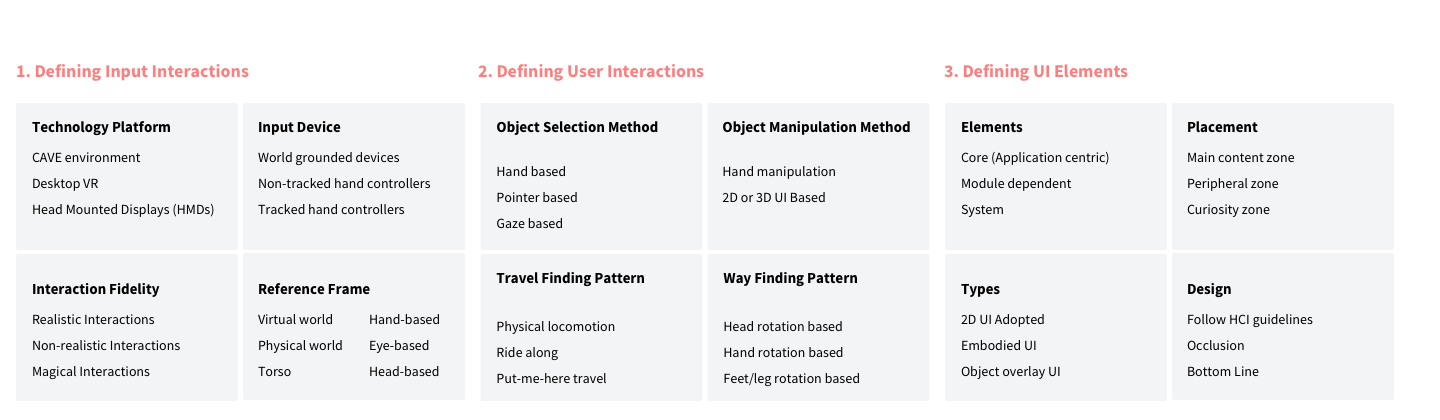 1. Defining Input Interactions
Technology Platform
CAVE environment
Desktop VR
Head Mounted Displays (HMDs)
Input Device
World grounded devices
Non-tracked hand controllers
Tracked hand controllers
Interaction Fidelity
Realistic Interactions
Non-realistic Interactions
Magical Interactions
Reference Frame
Virtual world
Physical world
Torso
Hand-based
Eye-based
Head-based
2. Defining User Interactions
Object Selection Method
Hand based
Pointer based
Gaze based
Object Manipulation Method
Hand manipulation
2D or 3D UI Based
Travel Finding Pattern
Physical locomotion
Ride along
Put-me-here travel
Way Finding Pattern
Head rotation based
Hand rotation based
Feet/leg rotation based
3. Defining UI Elements
Elements
Core (Application centric)
Module dependent
System
Placement
Main content zone
Peripheral zone
Curiosity zone
Types
2D UI Adopted
Embodied UI
Object overlay UI
Design
Follow HCI guidelines
Occlusion
Bottom Line